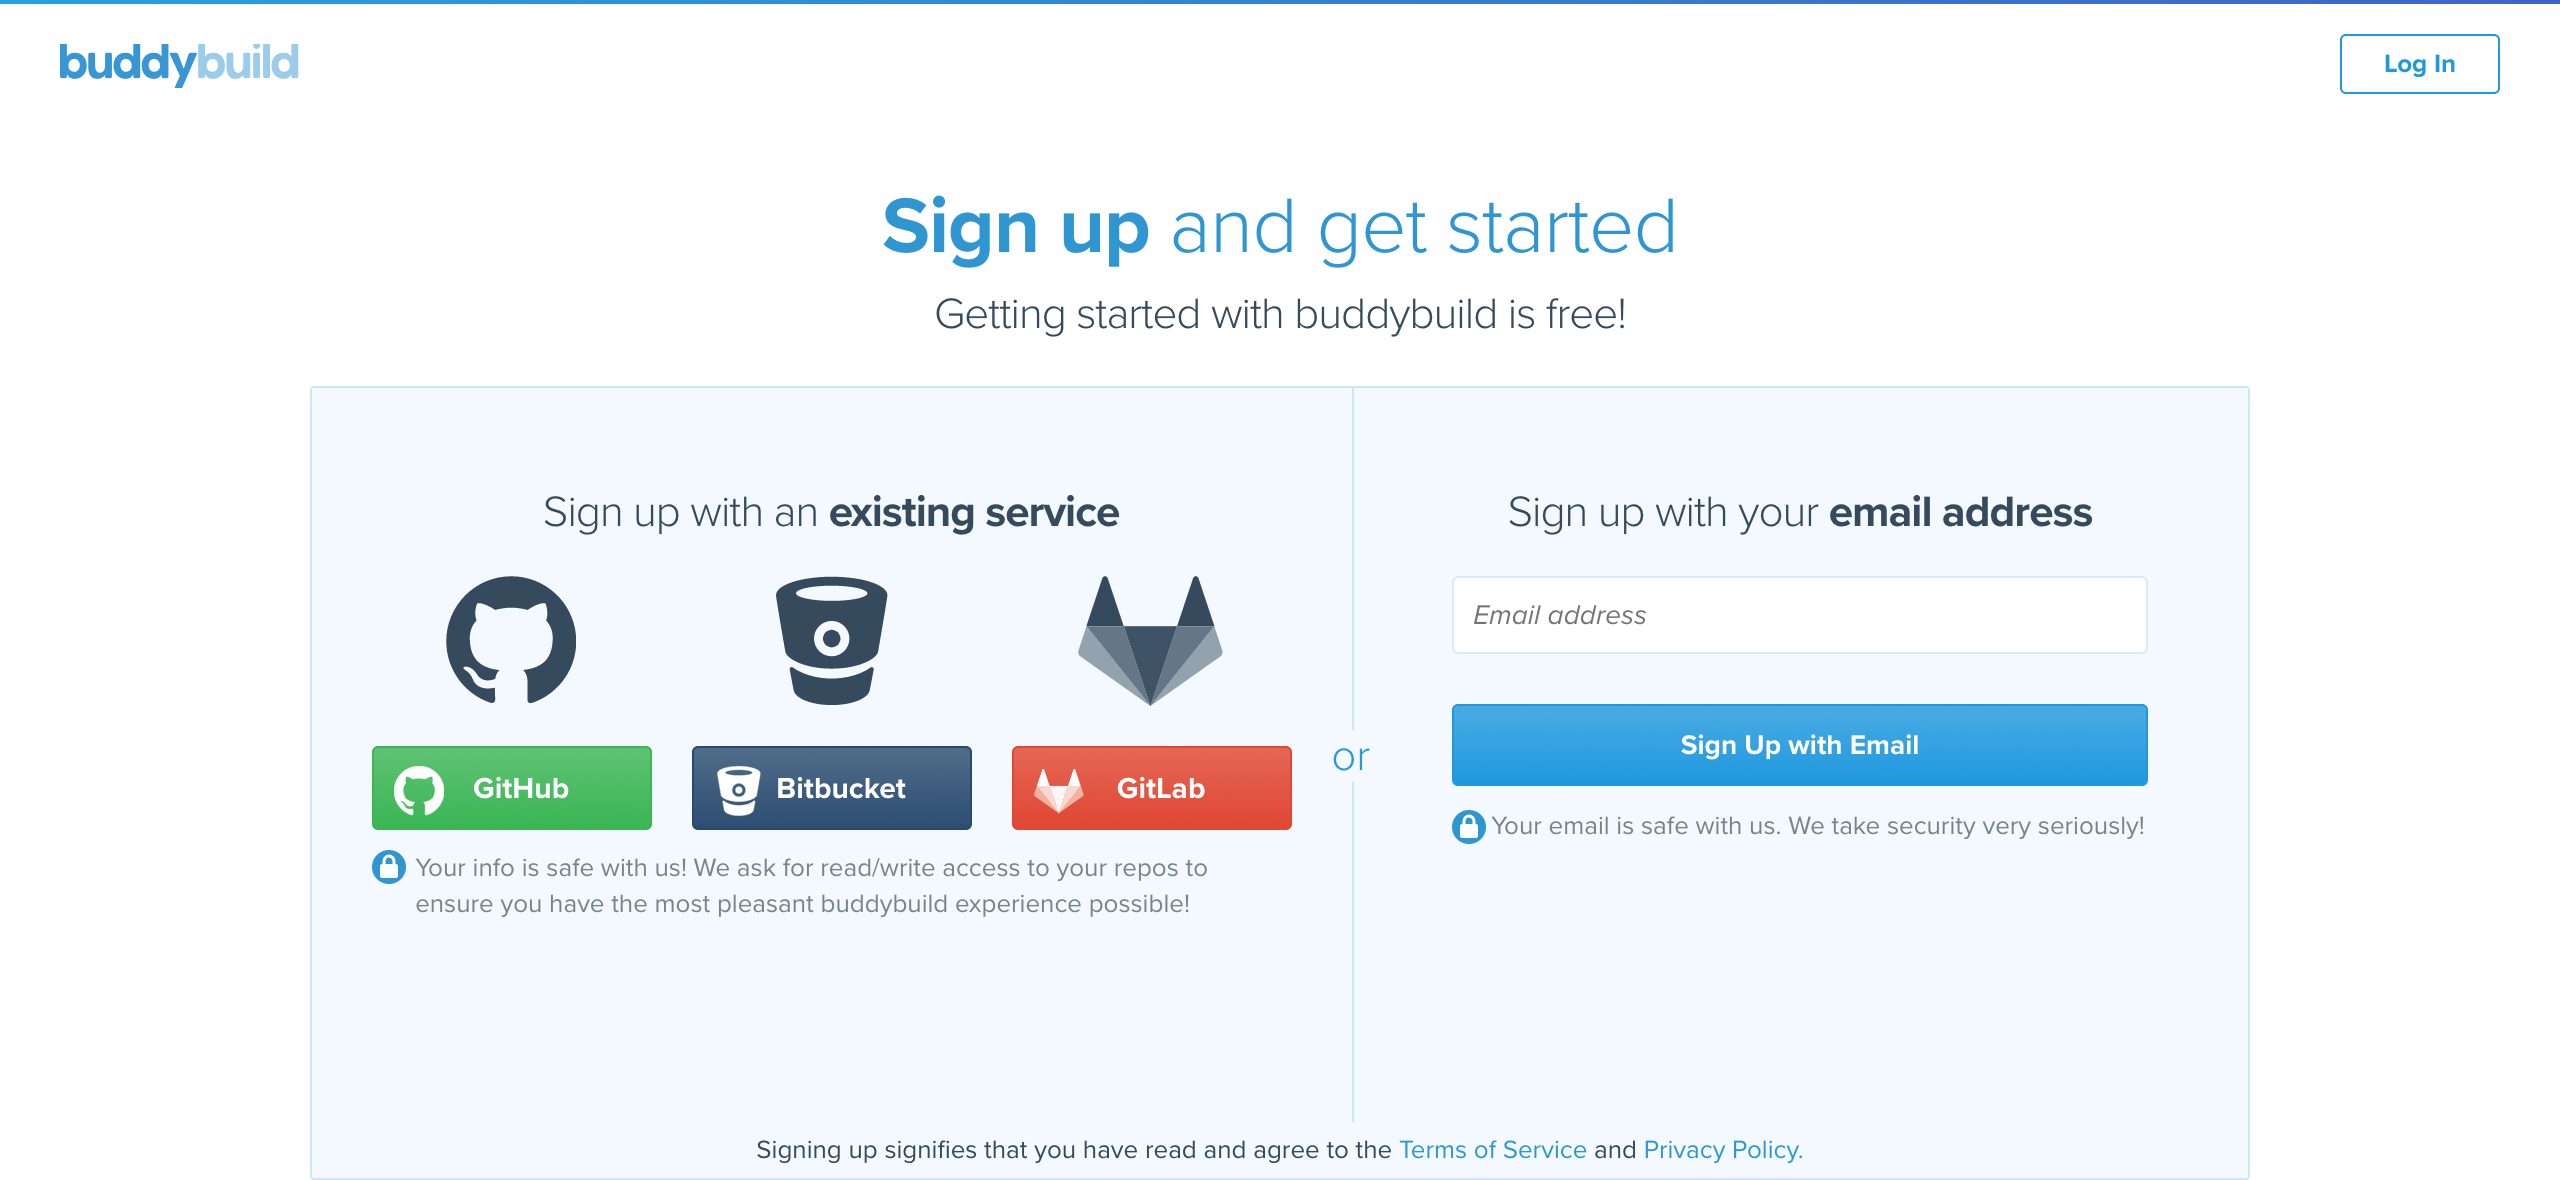 buddybuild
Log In
Sign up and get started
Getting started with buddybuild is free!
Sign up with an existing service
GitHub
Bitbucket
GitLab
Your info is safe with us! We ask for read/write access to your repos to
ensure you have the most pleasant buddybuild experience possible!
or
Sign up with your email address
Email address
Sign Up with Email
Your email is safe with us. We take security very seriously!
Signing up signifies that you have read and agree to the Terms of Service and Privacy Policy.